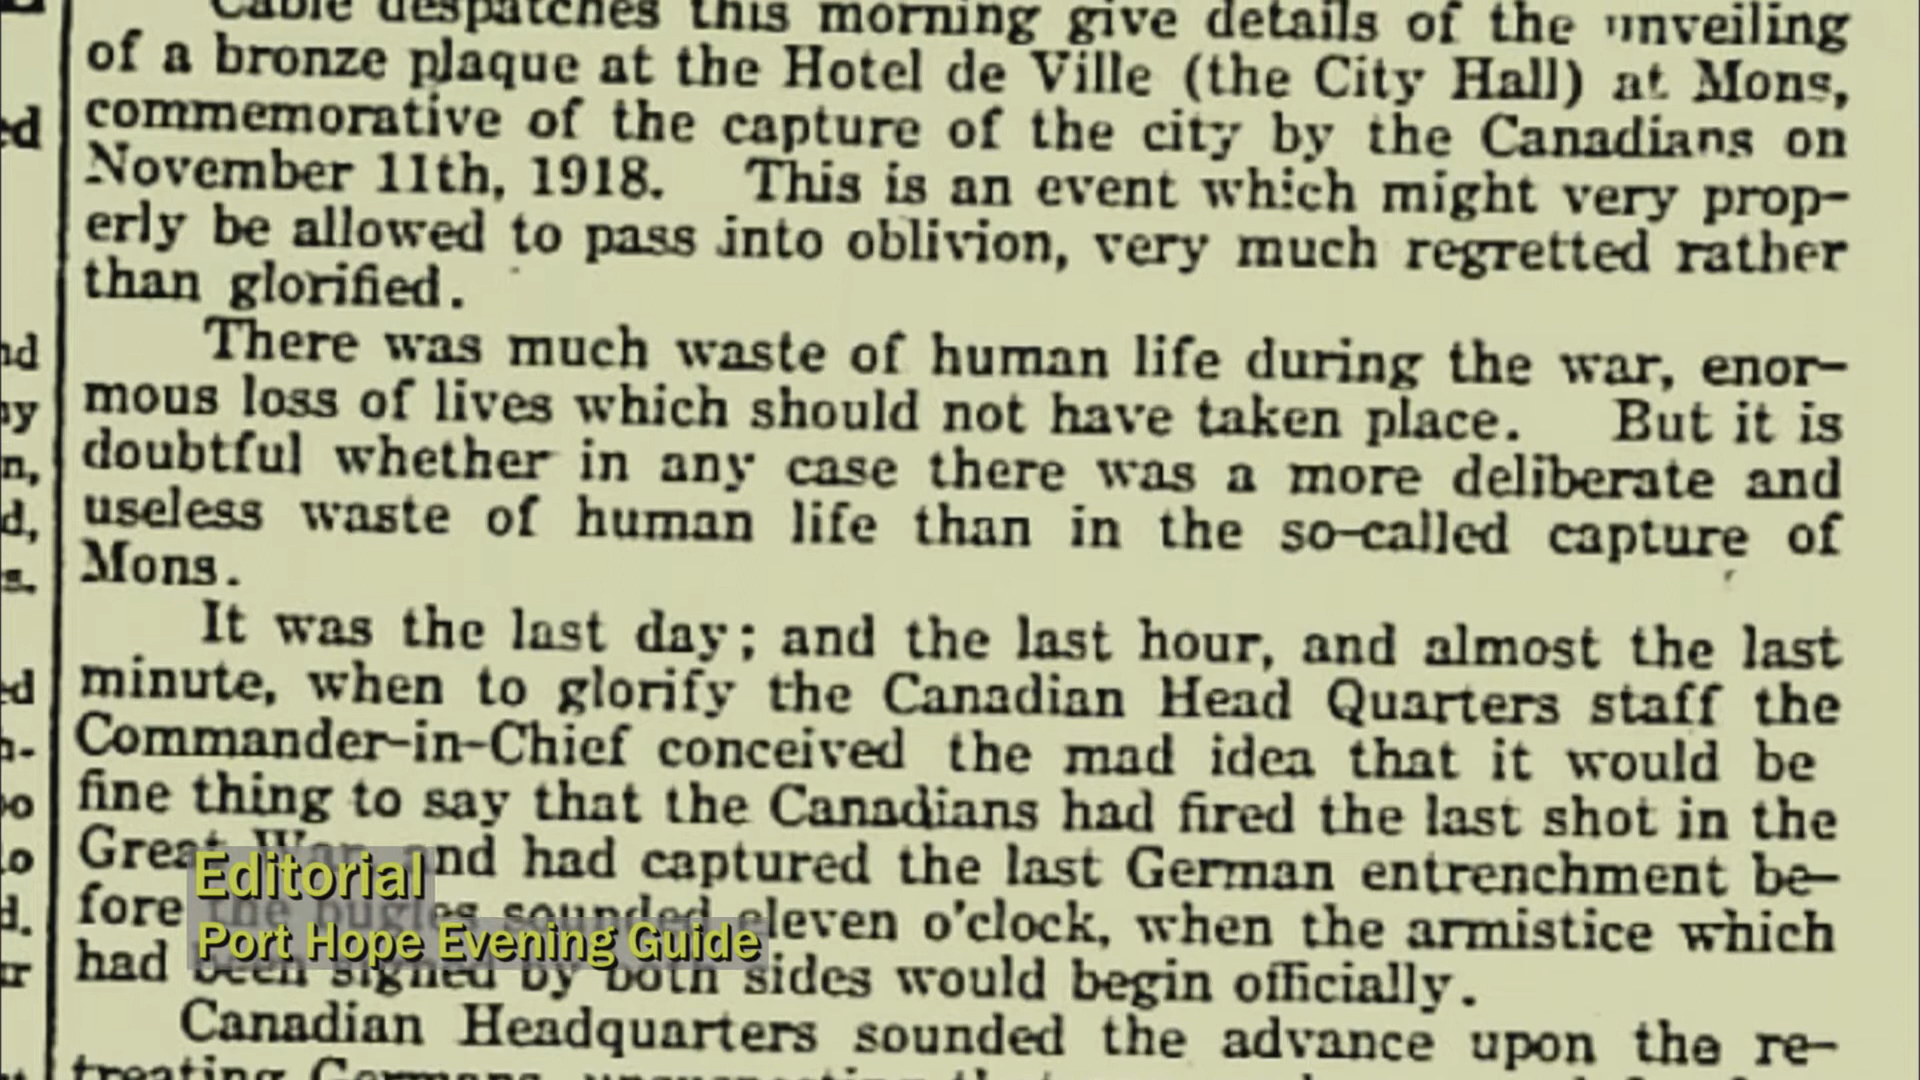 Cable despatches this morning give details of the unveiling
of a bronze plaque at the Hotel de Ville (the City Hall) at Mons,
commemorative of the capture of the city by the Canadians on
November 11th, 1918. This is an event which might very prop-
erly be allowed to pass into oblivion, very much regretted rather
than glorified.
There was much waste of human life during the war, enor-
mous loss of lives which should not have taken place. But it is
doubtful whether in any case there was a more deliberate and
useless waste of human life than in the so-called capture of
Mons.
It was the last day; and the last hour, and almost the last
minute, when to glorify the Canadian Head Quarters staff the
Commander-in-Chief conceived the mad idea that it would be
fine thing to say that the Canadians had fired the last shot in the
Great War and had captured the last German entrenchment be-
fore the bugles sounded eleven o'clock, when the armistice which
had been signed by both sides would begin officially.
Canadian Headquarters sounded the advance upon the re-
treating Germans,
Editorial
Port Hope Evening Guide